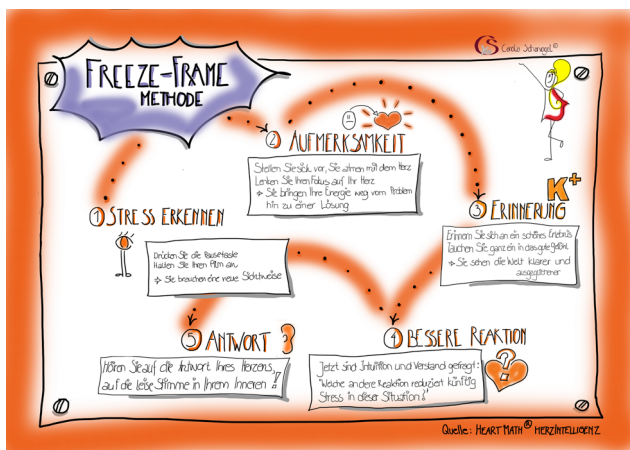 FREEZE-FRAME
METHODE
Carola Schanagel©
① STRESS ERKENNEN
Drücken Sie die Pausetaste
Halten Sie Ihren Film an.
→ Sie brauchen eine neue Sichtweise
② AUFMERKSAMKEIT
Stellen Sie sich vor, Sie atmen mit dem Herz
Lenken Sie Ihren Fokus auf Ihr Herz
→ Sie bringen Ihre Energie weg vom Problem
hin zu einer Lösung
K+
③ ERINNERUNG
Erinnern Sie sich an ein schönes Erlebnis
Tauchen Sie ganz ein in das gute Gefühl.
→ Sie sehen die Welt klarer und
ausgeglichener
④ BESSERE REAKTION
Jetzt sind Intuition und Verstand gefragt:
"Welche andere Reaktion reduziert künftig
Stress in dieser Situation?"
?
⑤ ANTWORT
Hören Sie auf die Antwort Ihres Herzens,
auf die leise Stimme in Ihrem Inneren!
Quelle: HEARTMATH® HERZINTELLIGENZ